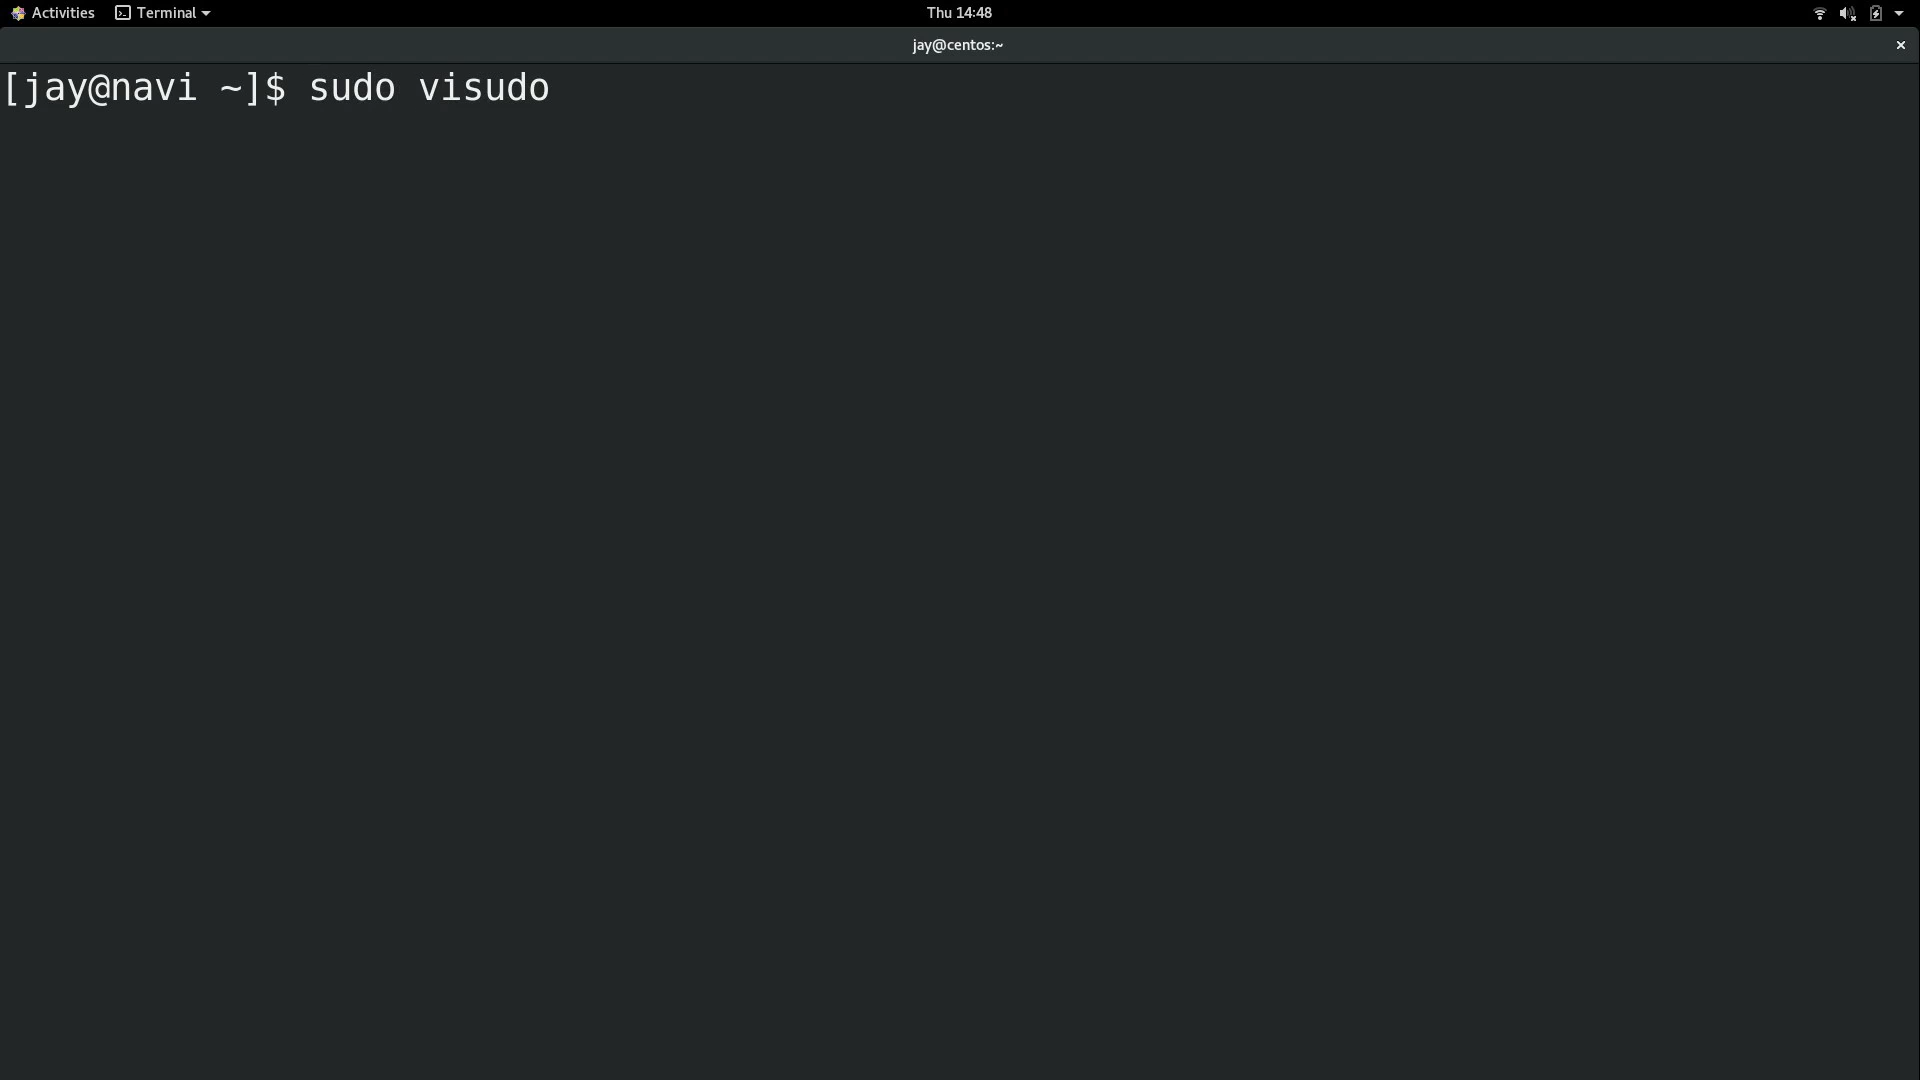 Activities Terminal Thu 14:48
jay@centos:~
[jay@navi ~]$ sudo visudo